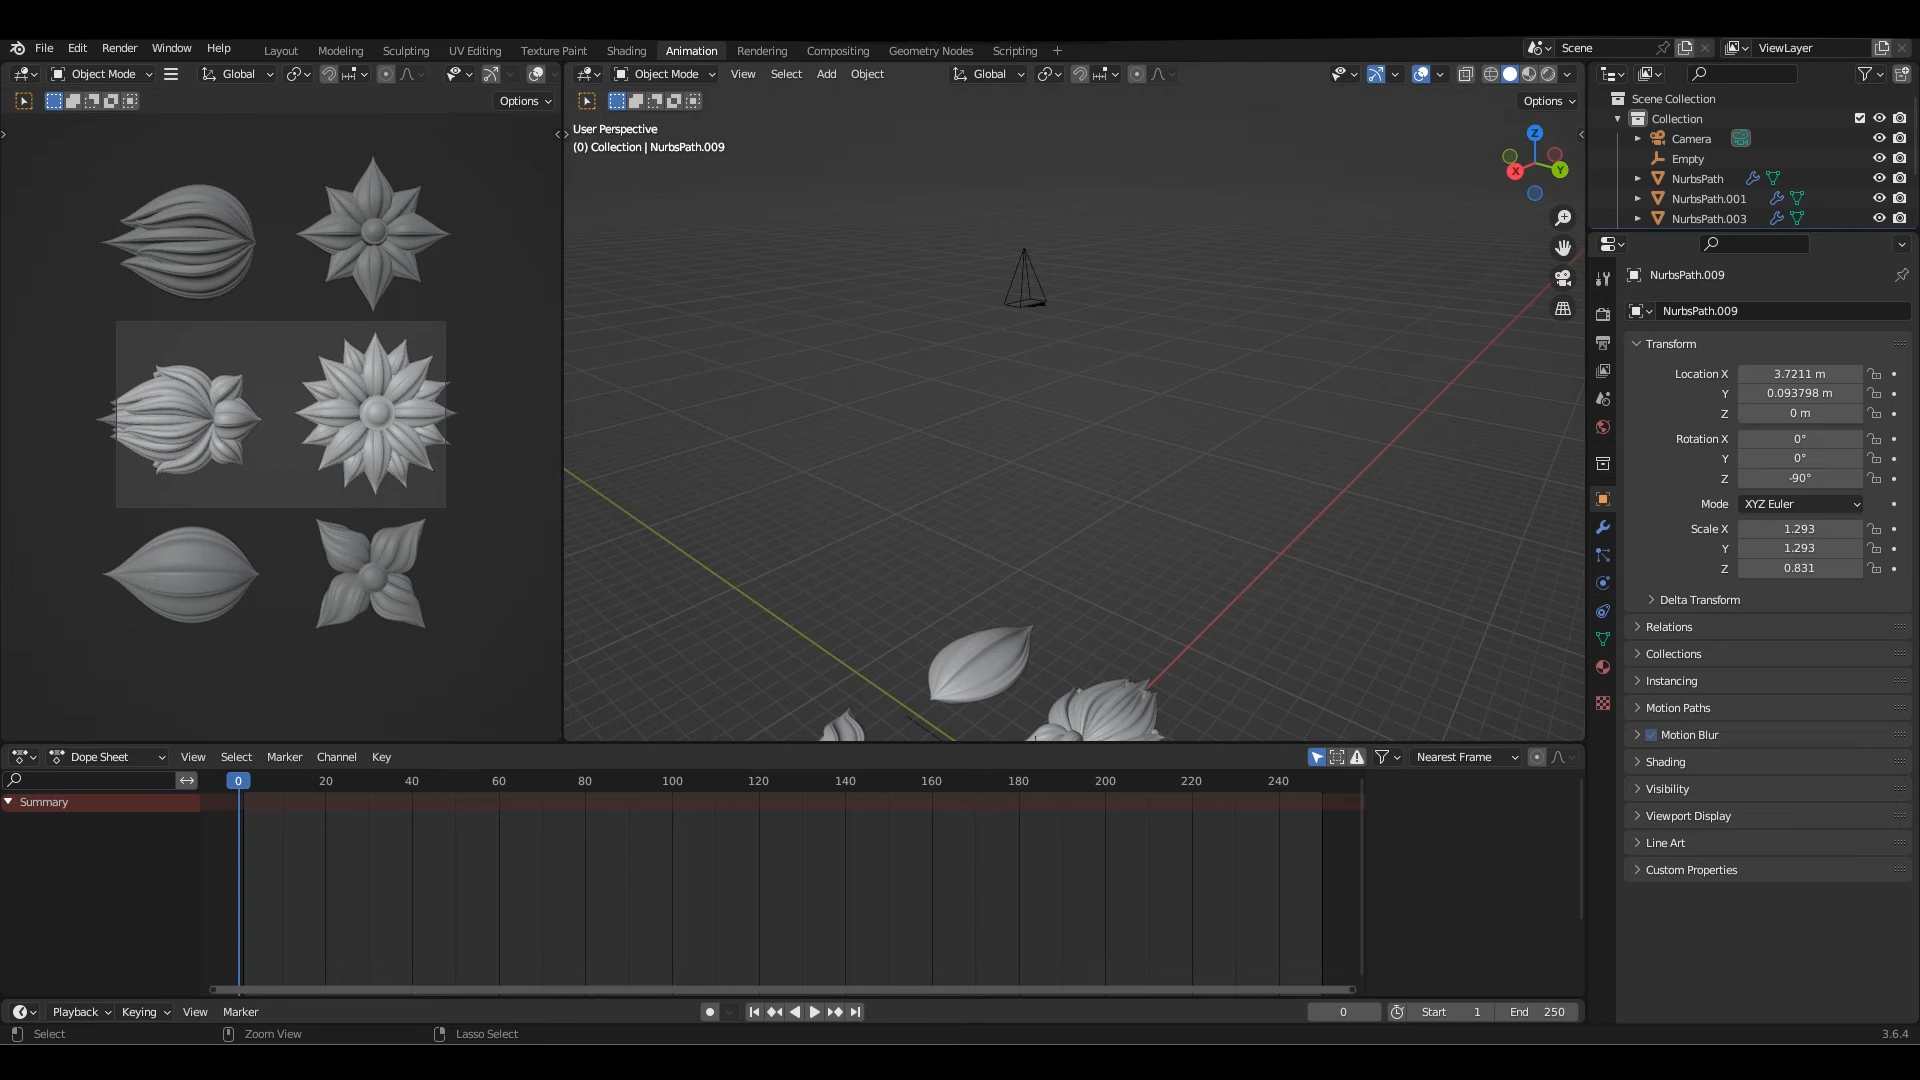 File Edit Render Window Help Layout Modeling Sculpting UV Editing Texture Paint Shading Animation Rendering Compositing Geometry Nodes Scripting + Scene ViewLayer
Object Mode Global Object Mode View Select Add Object Global
Options Options
User Perspective
(0) Collection | NurbsPath.009
Z
X
Y
Scene Collection
Collection
Camera
Empty
NurbsPath
NurbsPath.001
NurbsPath.003
NurbsPath.009
NurbsPath.009
Transform
Location X 3.7211 m
Y 0.093798 m
Z 0 m
Rotation X 0°
Y 0°
Z -90°
Mode XYZ Euler
Scale X 1.293
Y 1.293
Z 0.831
Delta Transform
Relations
Collections
Instancing
Motion Paths
Motion Blur
Shading
Visibility
Viewport Display
Line Art
Custom Properties
Dope Sheet View Select Marker Channel Key Nearest Frame
0 20 40 60 80 100 120 140 160 180 200 220 240
Summary
Playback Keying View Marker 0 Start 1 End 250
Select Zoom View Lasso Select 3.6.4